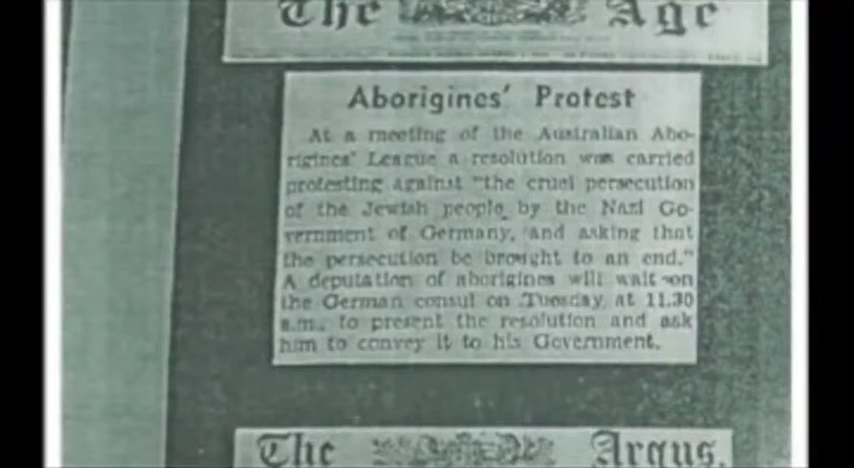 The Age
Aborigines' Protest
At a meeting of the Australian Abo-
rigines' League a resolution was carried
protesting against "the cruel persecution
of the Jewish people by the Nazi Go-
vernment of Germany, and asking that
the persecution be brought to an end."
A deputation of aborigines will wait on
the German consul on Tuesday, at 11.30
a.m., to present the resolution and ask
him to convey it to his Government.
The Argus.